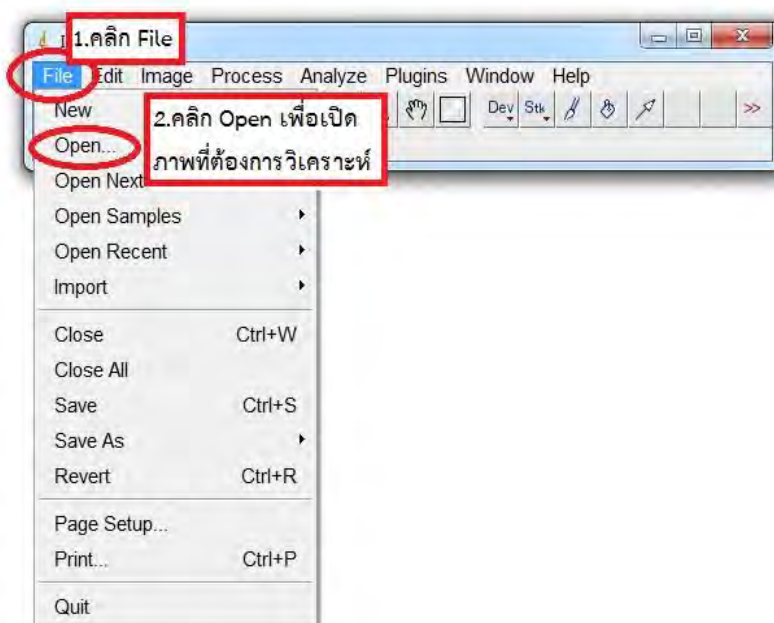 1.คลิก File
File Edit Image Process Analyze Plugins Window Help
2.คลิก Open เพื่อเปิด
ภาพที่ต้องการวิเคราะห์
Dev Stk >>
New
Open...
Open Next
Open Samples
Open Recent
Import
Close Ctrl+W
Close All
Save Ctrl+S
Save As
Revert Ctrl+R
Page Setup...
Print... Ctrl+P
Quit